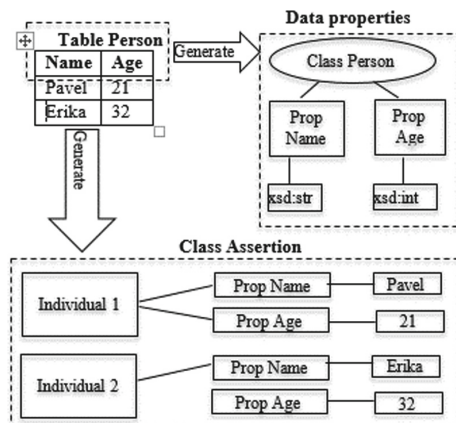 Data properties
Table Person
Name Age
Pavel 21
Erika 32
Generate
Class Person
Prop Name
Prop Age
xsd:str
xsd:int
Generate
Class Assertion
Individual 1
Prop Name
Pavel
Prop Age
21
Individual 2
Prop Name
Erika
Prop Age
32